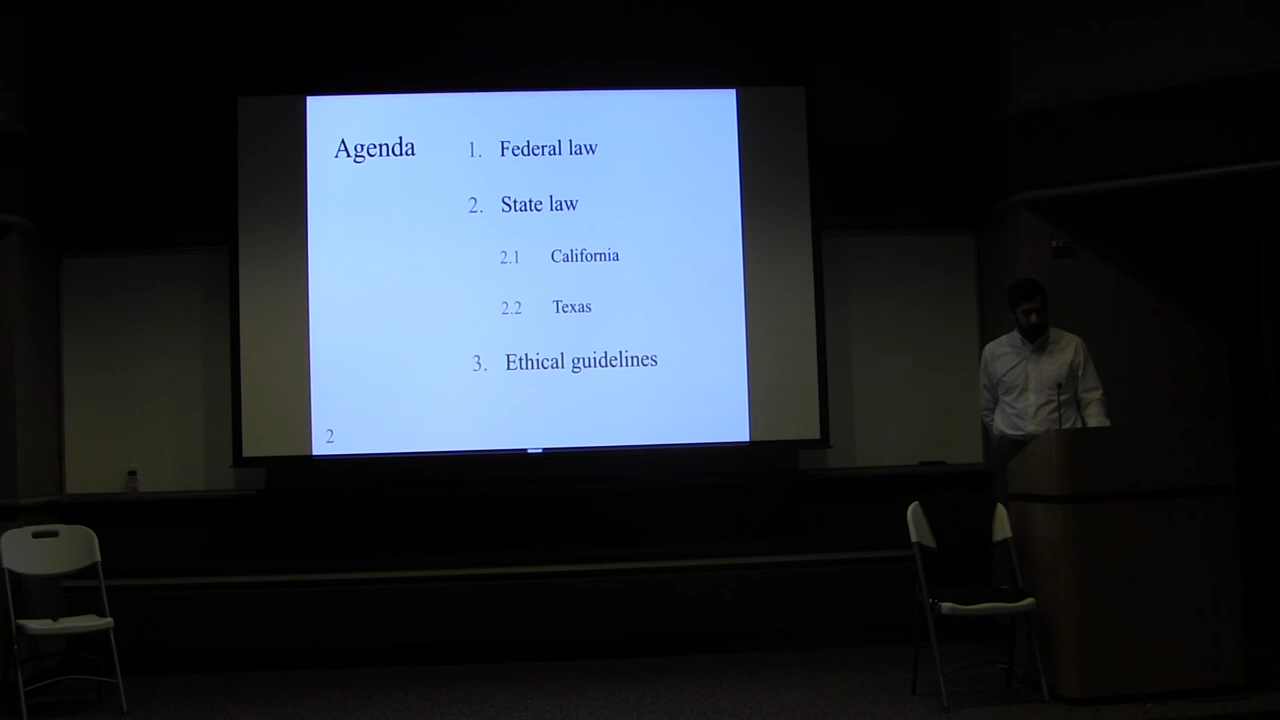 Agenda
1. Federal law
2. State law
2.1 California
2.2 Texas
3. Ethical guidelines
2